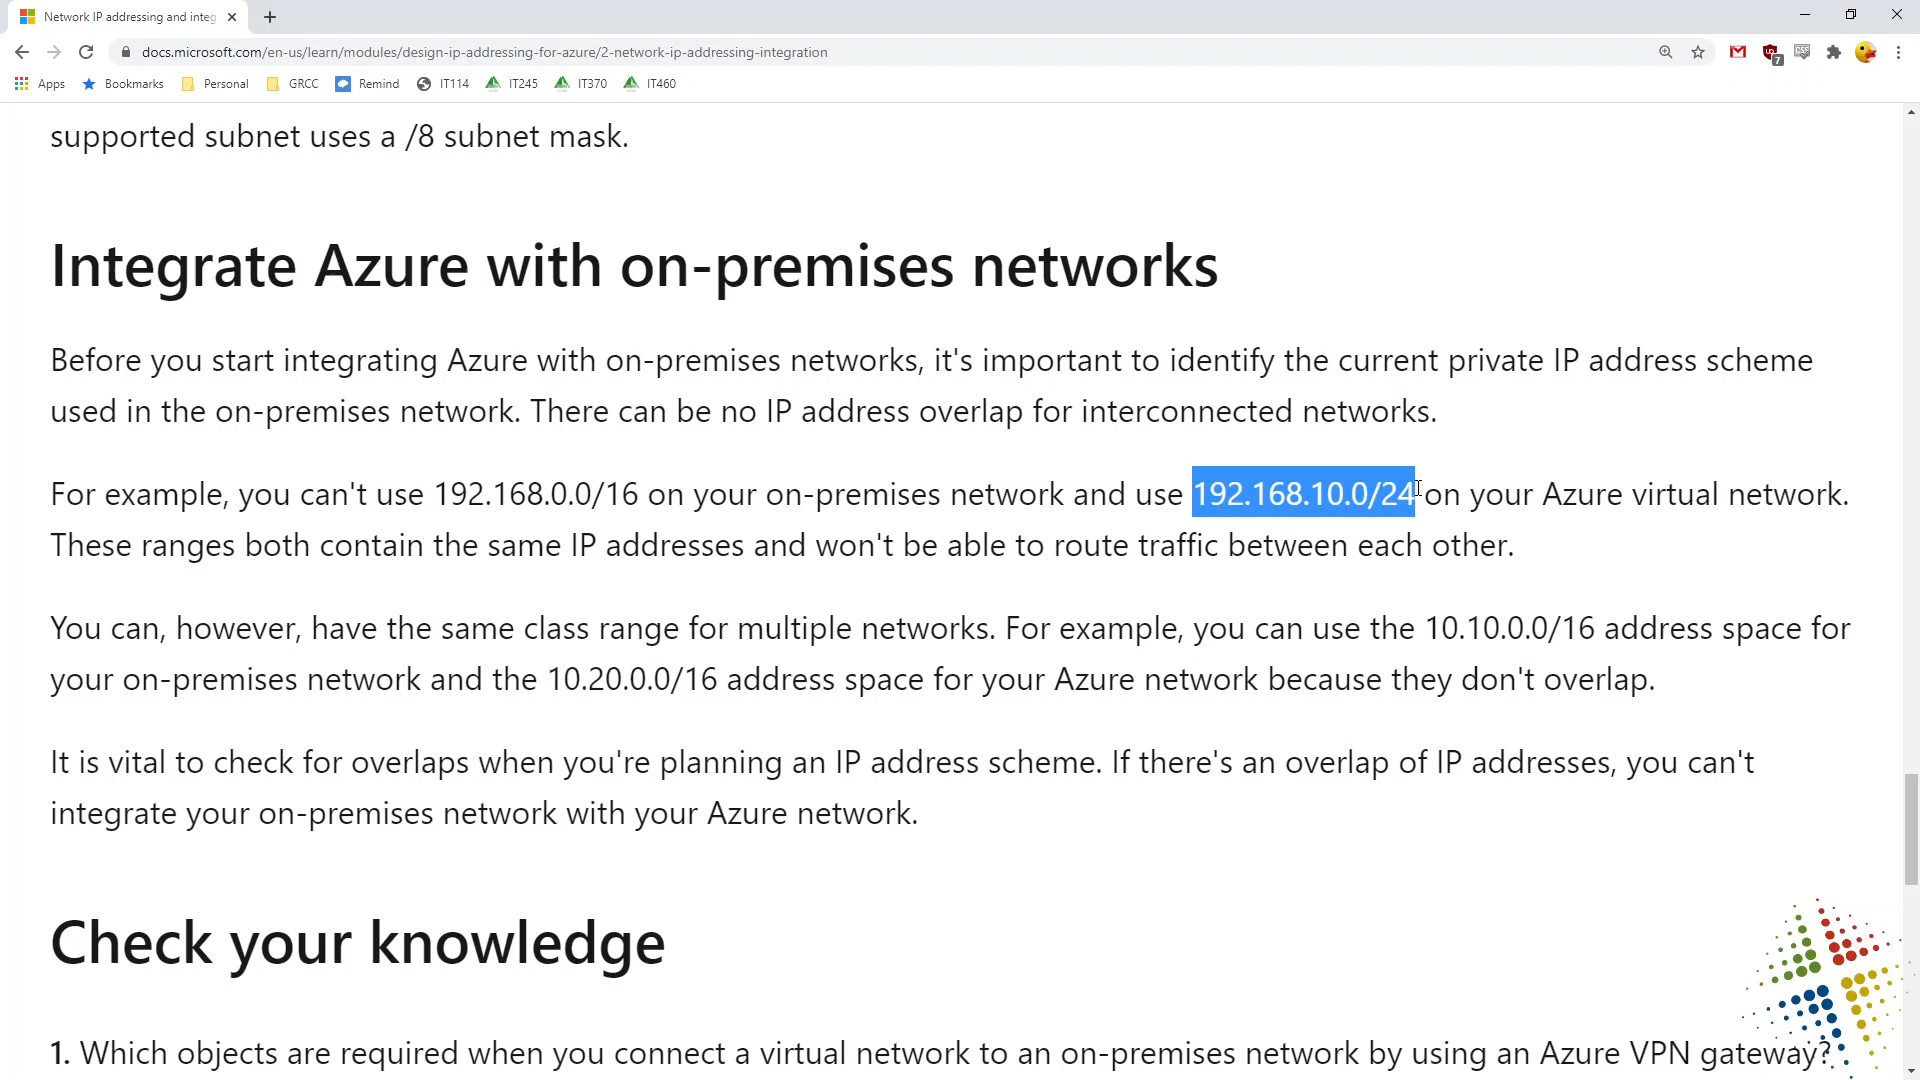 Network IP addressing and integ
docs.microsoft.com/en-us/learn/modules/design-ip-addressing-for-azure/2-network-ip-addressing-integration
7
Apps Bookmarks Personal GRCC Remind IT114 IT245 IT370 IT460
supported subnet uses a /8 subnet mask.
Integrate Azure with on-premises networks
Before you start integrating Azure with on-premises networks, it's important to identify the current private IP address scheme
used in the on-premises network. There can be no IP address overlap for interconnected networks.
For example, you can't use 192.168.0.0/16 on your on-premises network and use 192.168.10.0/24 on your Azure virtual network.
These ranges both contain the same IP addresses and won't be able to route traffic between each other.
You can, however, have the same class range for multiple networks. For example, you can use the 10.10.0.0/16 address space for
your on-premises network and the 10.20.0.0/16 address space for your Azure network because they don't overlap.
It is vital to check for overlaps when you're planning an IP address scheme. If there's an overlap of IP addresses, you can't
integrate your on-premises network with your Azure network.
Check your knowledge
1. Which objects are required when you connect a virtual network to an on-premises network by using an Azure VPN gateway?